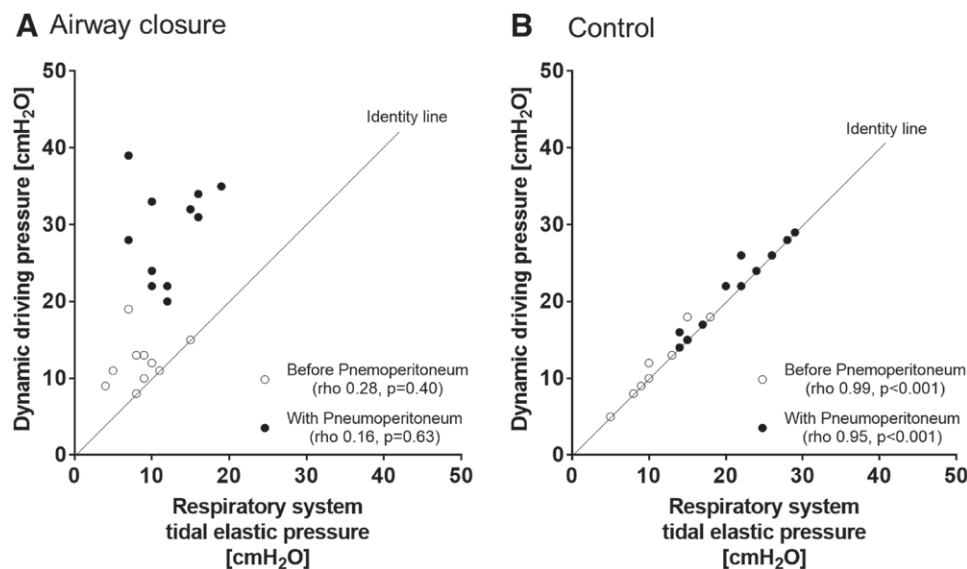 A Airway closure
50
40
30
20
10
0
Dynamic driving pressure [cmH₂O]
Identity line
Before Pnemoperitoneum
(rho 0.28, p=0.40)
With Pneumoperitoneum
(rho 0.16, p=0.63)
0 10 20 30 40 50
Respiratory system
tidal elastic pressure
[cmH₂O]
B Control
50
40
30
20
10
0
Dynamic driving pressure [cmH₂O]
Identity line
Before Pnemoperitoneum
(rho 0.99, p<0.001)
With Pneumoperitoneum
(rho 0.95, p<0.001)
0 10 20 30 40 50
Respiratory system
tidal elastic pressure
[cmH₂O]